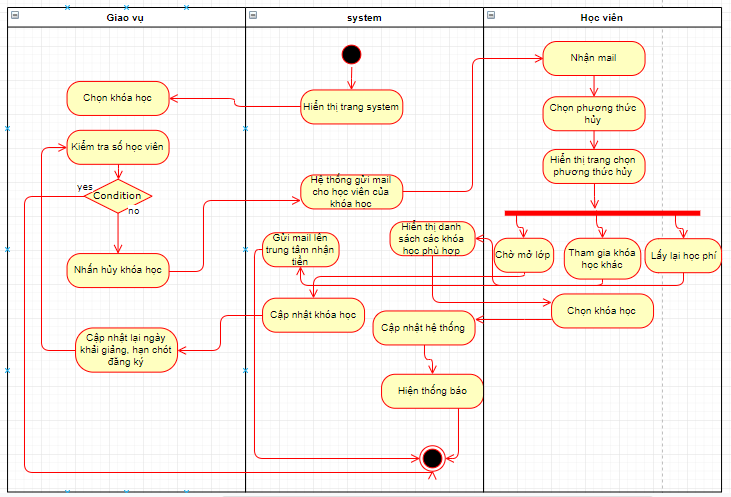 Giao vụ
system
Học viên
Nhận mail
Chọn khóa học
Hiển thị trang system
Chọn phương thức
hủy
Kiểm tra số học viên
Hiển thị trang chọn
phương thức hủy
yes
Condition
no
Hệ thống gửi mail
cho học viên của
khóa học
Hiển thị danh
sách các khóa
học phù hợp
Gửi mail lên
trung tâm nhận
tiền
Chờ mở lớp
Tham gia khóa
học khác
Lấy lại học phí
Nhấn hủy khóa học
Cập nhật khóa học
Chọn khóa học
Cập nhật hệ thống
Cập nhật lại ngày
khải giảng, hạn chót
đăng ký
Hiện thống báo